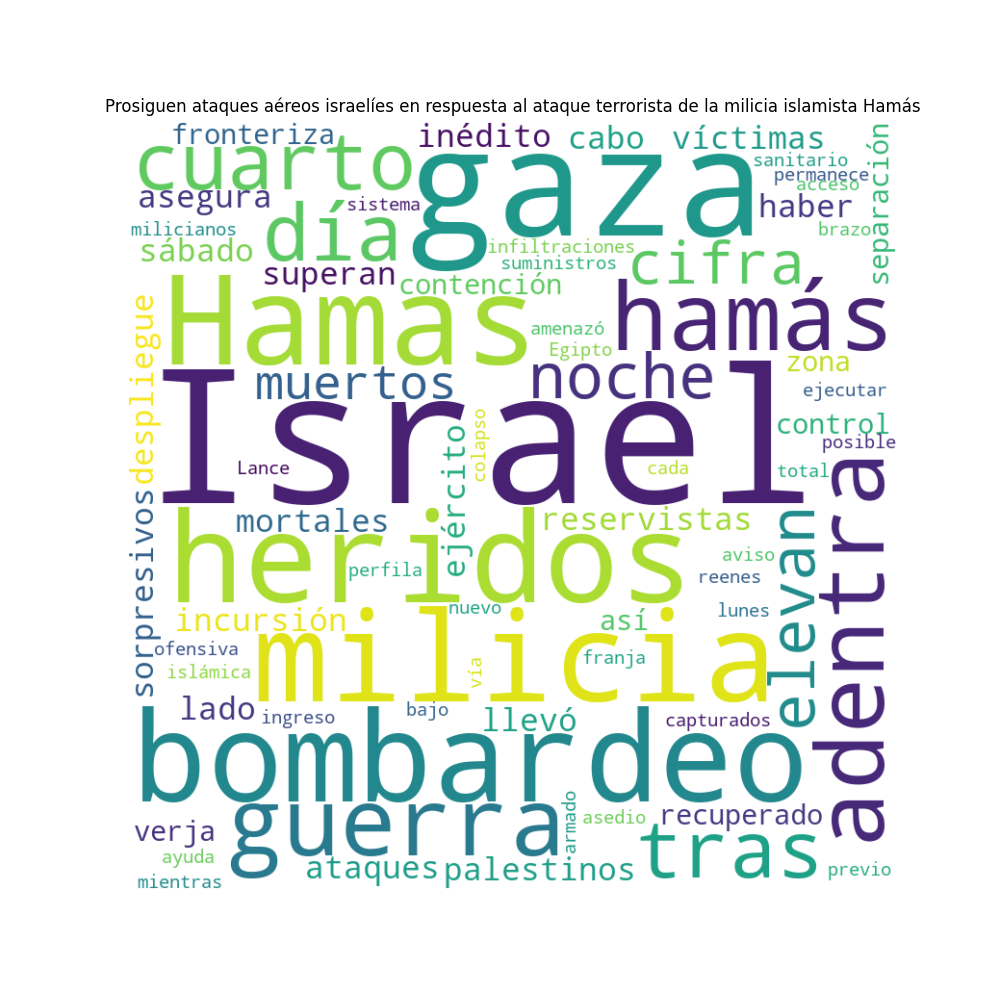 Prosiguen ataques aéreos israelíes en respuesta al ataque terrorista de la milicia islamista Hamás
fronteriza
inédito
cabo
víctimas
separación
cuarto
gaza
sanitario
permanece
acceso
asegura
sistema
haber
milicianos
día
brazo
sábado
infiltraciones
cifra
superan
suministros
contención
Hamas
hamás
despliegue
amenazó
Egipto
zona
muertos
noche
ejecutar
Israel
control
ejército
colapso
posible
Lance
cada
total
adentra
sorpresivos
heridos
mortales
reservistas
elevan
aviso
perfila
reenes
nuevo
lunes
incursión
milicia
así
ofensiva
franja
islámica
vía
lado
ingreso
bajo
llevó
capturados
bombardeo
guerra
armado
asedio
recuperado
verja
tras
ayuda
ataques
palestinos
previo
mientras